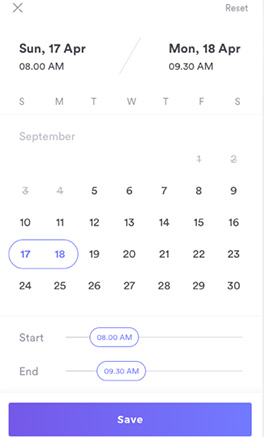 Reset
Sun, 17 Apr Mon, 18 Apr
08.00 AM 09.30 AM
S M T W T F S
September
1 2
3 4 5 6 7 8 9
10 11 12 13 14 15 16
17 18 19 20 21 22 23
24 25 26 27 28 29 30
Start 08.00 AM
End 09.30 AM
Save